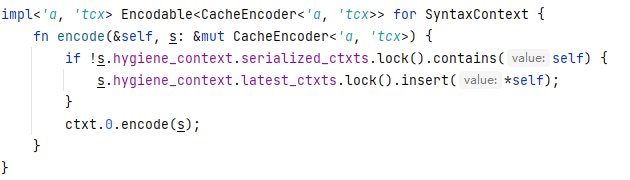 impl<'a, 'tcx> Encodable<CacheEncoder<'a, 'tcx>> for SyntaxContext {
    fn encode(&self, s: &mut CacheEncoder<'a, 'tcx>) {
        if !s.hygiene_context.serialized_ctxts.lock().contains( value: self) {
            s.hygiene_context.latest_ctxts.lock().insert( value: *self);
        }
        ctxt.0.encode(s);
    }
}